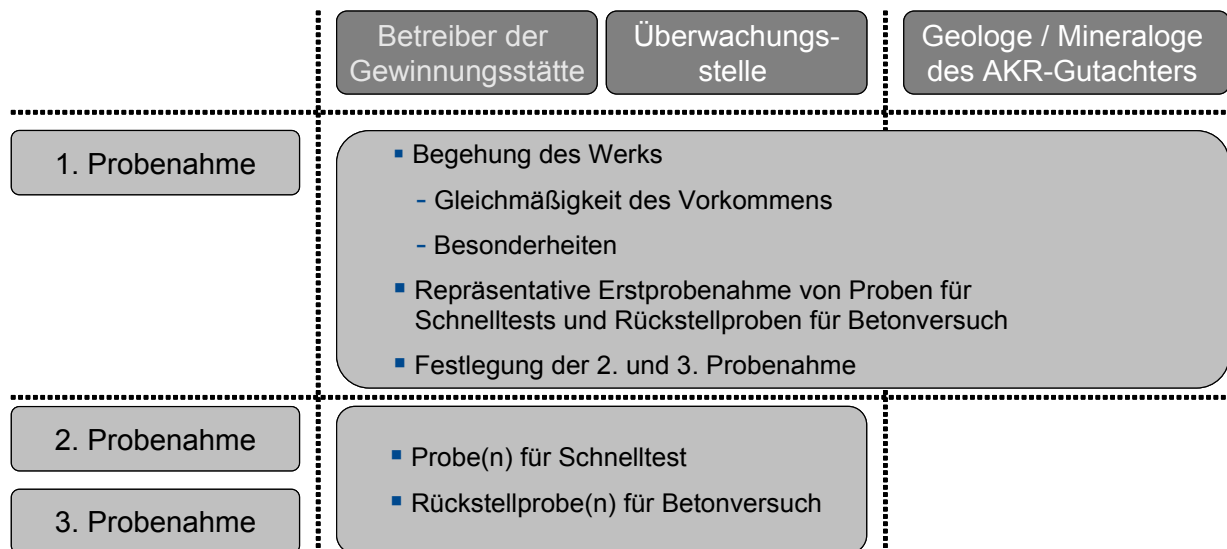 Betreiber der
Gewinnungsstätte
Überwachungs-
stelle
Geologe / Mineraloge
des AKR-Gutachters
1. Probenahme
▪ Begehung des Werks
- Gleichmäßigkeit des Vorkommens
- Besonderheiten
▪ Repräsentative Erstprobenahme von Proben für
Schnelltests und Rückstellproben für Betonversuch
▪ Festlegung der 2. und 3. Probenahme
2. Probenahme
3. Probenahme
▪ Probe(n) für Schnelltest
▪ Rückstellprobe(n) für Betonversuch